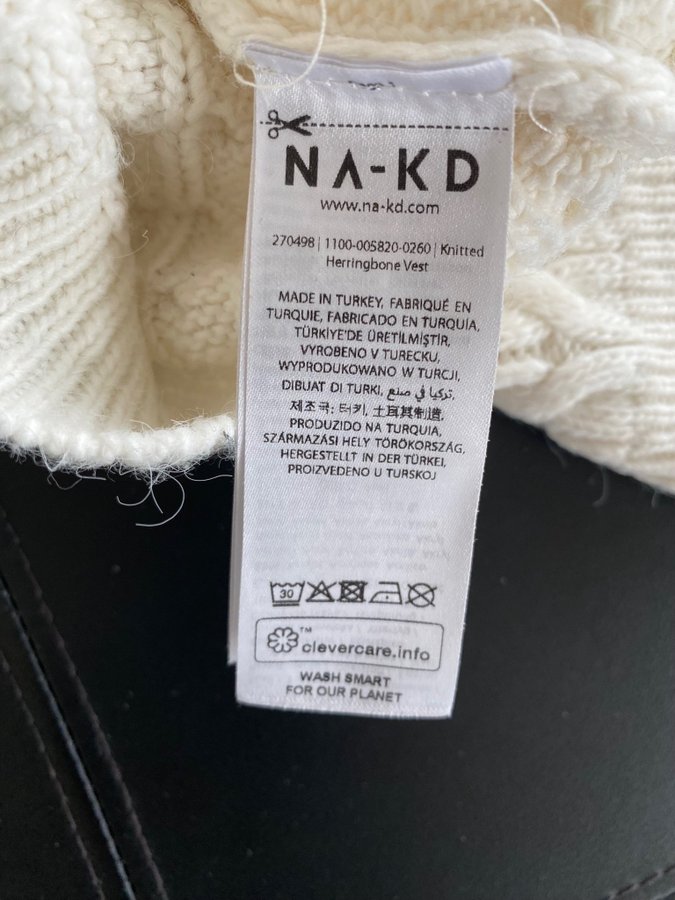 NA-KD
www.na-kd.com
270498 | 1100-005820-0260 | Knitted
Herringbone Vest
MADE IN TURKEY, FABRIQUÉ EN
TURQUIE, FABRICADO EN TURQUIA,
TÜRKİYE'DE ÜRETİLMİŞTİR,
VYROBENO V TURECKU,
WYPRODUKOWANO W TURCJI,
DIBUAT DI TURKI, تركيا في صنع,
제조국: 터키, 土耳其制造,
PRODUZIDO NA TURQUIA,
SZÁRMAZÁSI HELY TÖRÖKORSZÁG,
HERGESTELLT IN DER TÜRKEI,
PROIZVEDENO U TURSKOJ
30
™
clevercare.info
WASH SMART
FOR OUR PLANET